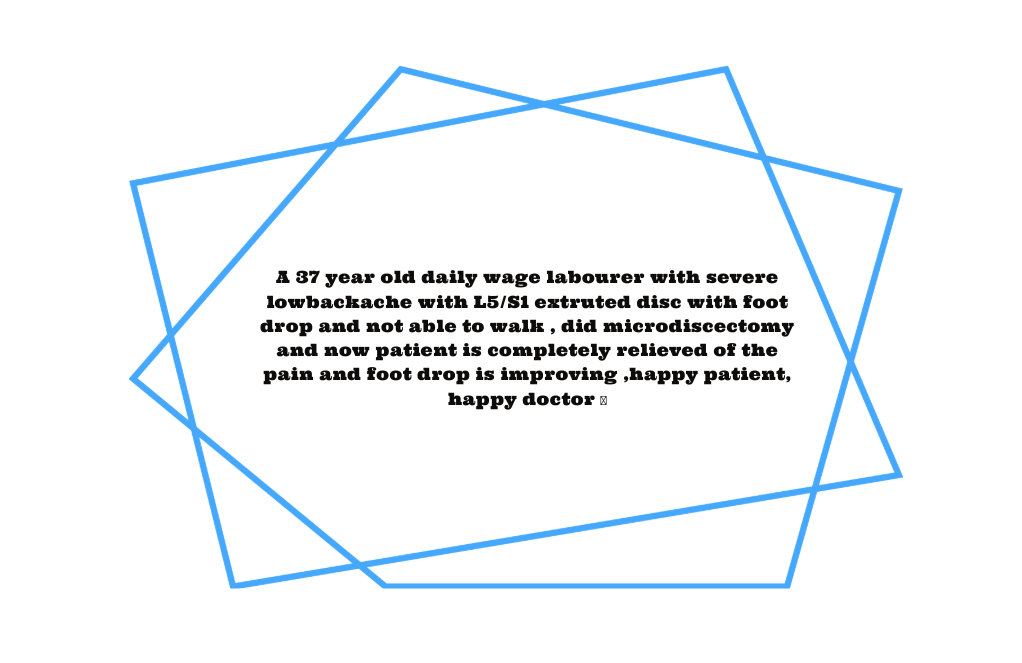 A 37 year old daily wage labourer with severe
lowbackache with L5/S1 extruted disc with foot
drop and not able to walk , did microdiscectomy
and now patient is completely relieved of the
pain and foot drop is improving ,happy patient,
happy doctor